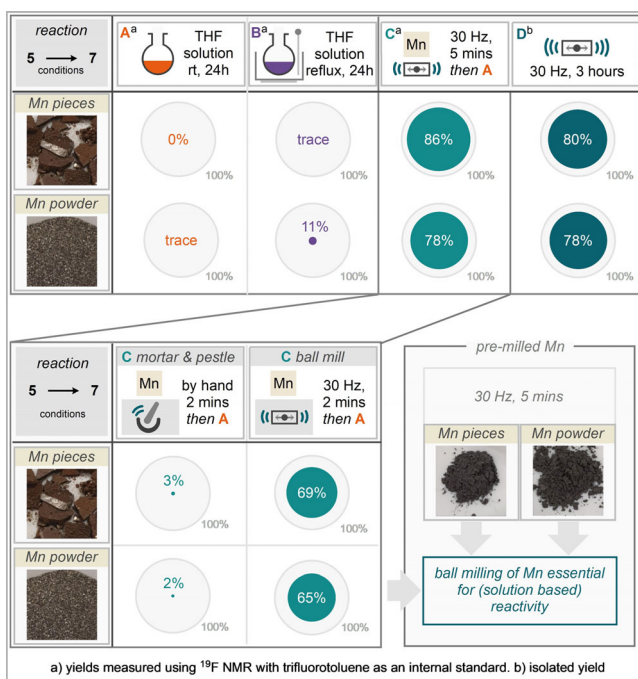 reaction
5 → 7
conditions
Aª
THF
solution
rt, 24h
Bª
THF
solution
reflux, 24h
Cª
Mn
30 Hz,
5 mins
then A
Dᵇ
30 Hz, 3 hours
Mn pieces
0%
100%
trace
100%
86%
100%
80%
100%
Mn powder
trace
100%
11%
100%
78%
100%
78%
100%
reaction
5 → 7
conditions
C mortar & pestle
Mn
by hand
2 mins
then A
C ball mill
Mn
30 Hz,
2 mins
then A
Mn pieces
3%
100%
69%
100%
Mn powder
2%
100%
65%
100%
pre-milled Mn
30 Hz, 5 mins
Mn pieces
Mn powder
ball milling of Mn essential
for (solution based)
reactivity
a) yields measured using ¹⁹F NMR with trifluorotoluene as an internal standard. b) isolated yield